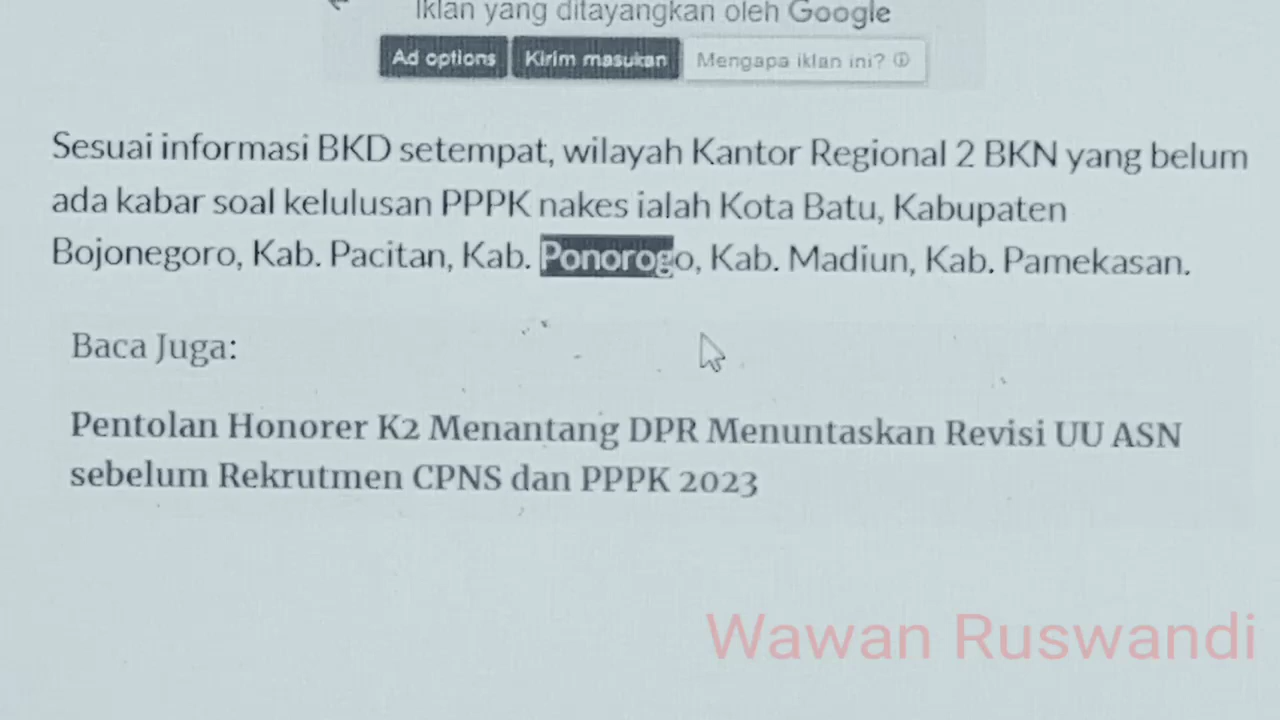 Iklan yang ditayangkan oleh Google
Ad options Kirim masukan Mengapa iklan ini?
Sesuai informasi BKD setempat, wilayah Kantor Regional 2 BKN yang belum
ada kabar soal kelulusan PPPK nakes ialah Kota Batu, Kabupaten
Bojonegoro, Kab. Pacitan, Kab. Ponorogo, Kab. Madiun, Kab. Pamekasan.
Baca Juga:
Pentolan Honorer K2 Menantang DPR Menuntaskan Revisi UU ASN
sebelum Rekrutmen CPNS dan PPPK 2023
Wawan Ruswandi